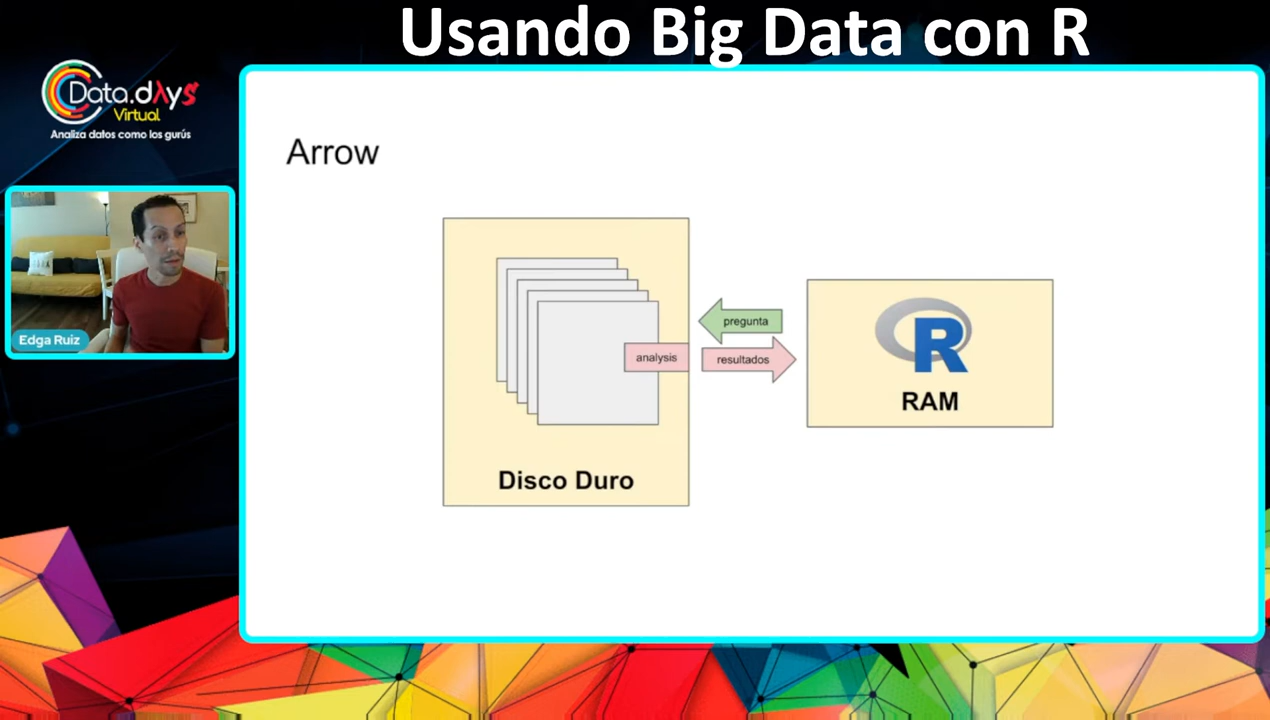 Usando Big Data con R
Data.dλys
Virtual
Analiza datos como los gurús
Edga Ruiz
Arrow
analysis
pregunta
resultados
Disco Duro
R
RAM